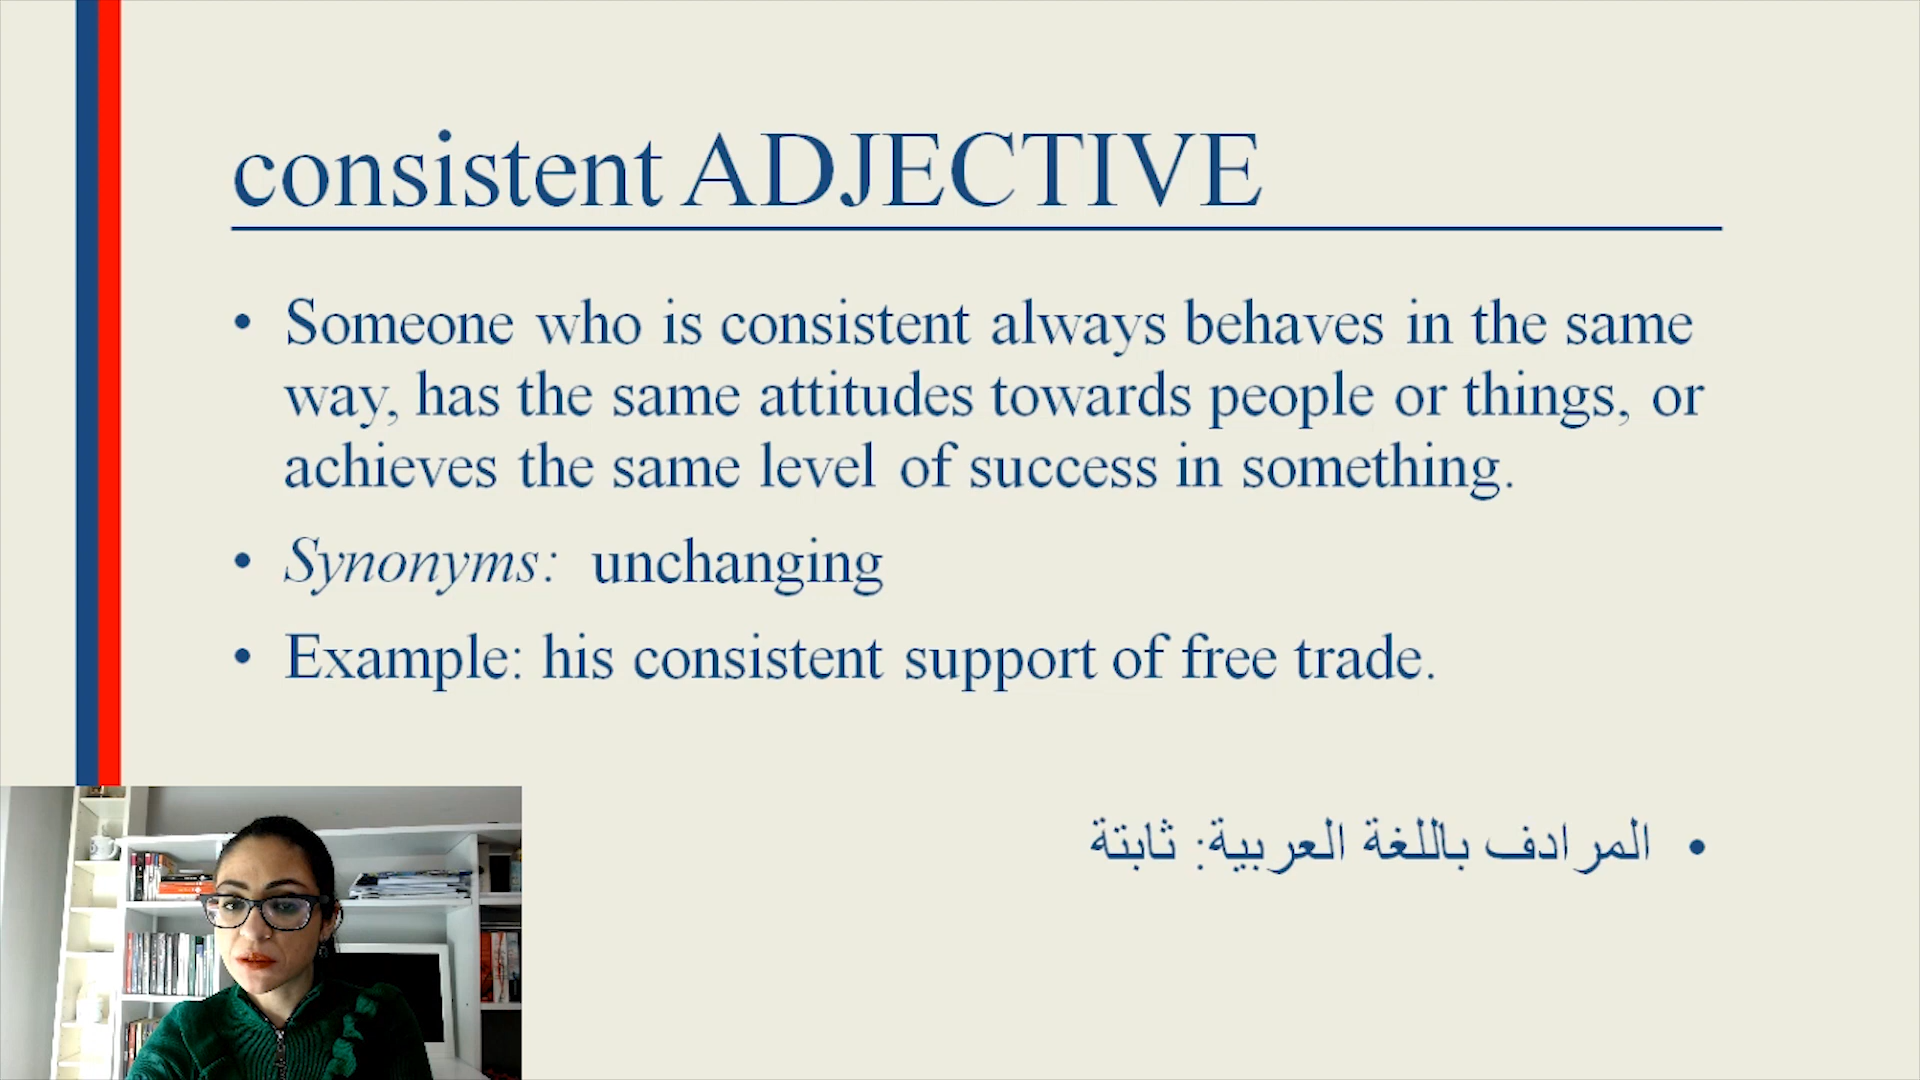 consistent ADJECTIVE
• Someone who is consistent always behaves in the same
way, has the same attitudes towards people or things, or
achieves the same level of success in something.
• Synonyms: unchanging
• Example: his consistent support of free trade.
• المرادف باللغة العربية: ثابتة